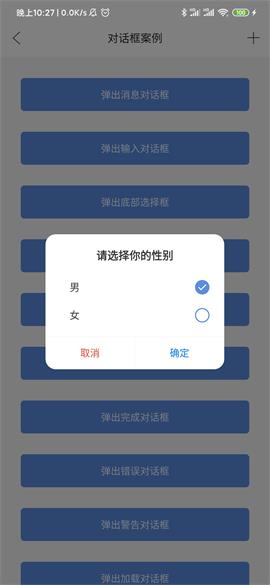 晚上10:27 | 0.0K/s
100
对话框案例
弹出消息对话框
弹出输入对话框
弹出底部选择框
请选择你的性别
男
女
取消
确定
弹出完成对话框
弹出错误对话框
弹出警告对话框
弹出加载对话框